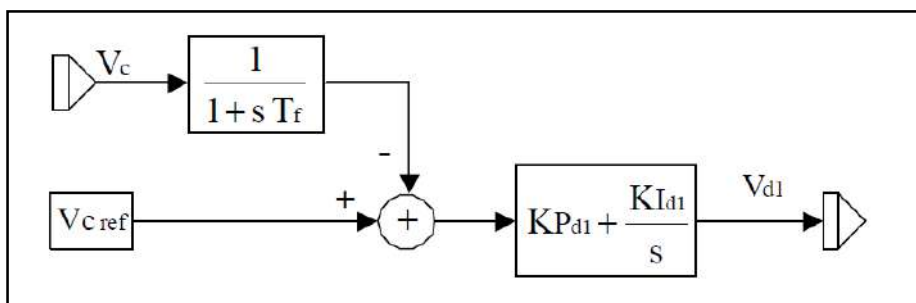 Vc
1
1 + s Tf
-
+
Vc ref
+
KPd1 + KId1
s
Vd1